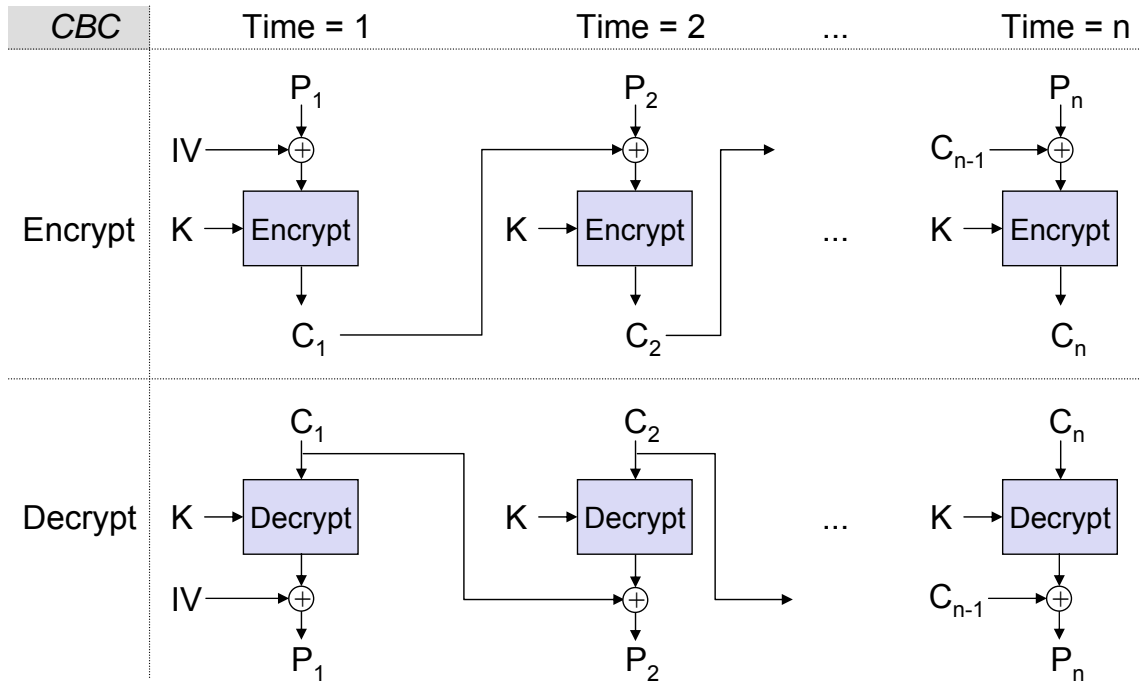 CBC Time = 1 Time = 2 ... Time = n
P1 P2 Pn
IV Cn-1
Encrypt K Encrypt K Encrypt ... K Encrypt
C1 C2 Cn
C1 C2 Cn
Decrypt K Decrypt K Decrypt ... K Decrypt
IV Cn-1
P1 P2 Pn